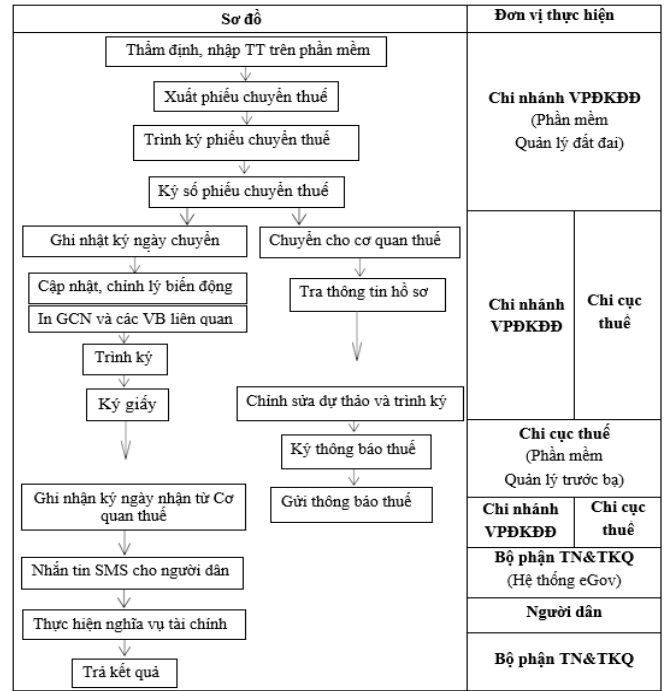 Sơ đồ
Đơn vị thực hiện
Thẩm định, nhập TT trên phần mềm
Xuất phiếu chuyển thuế
Trình ký phiếu chuyển thuế
Ký số phiếu chuyển thuế
Chi nhánh VPĐKĐĐ
(Phần mềm
Quản lý đất đai)
Ghi nhật ký ngày chuyển
Chuyển cho cơ quan thuế
Cập nhật, chỉnh lý biến động
Tra thông tin hồ sơ
In GCN và các VB liên quan
Trình ký
Ký giấy
Chỉnh sửa dự thảo và trình ký
Chi nhánh
VPĐKĐĐ
Chi cục
thuế
Ký thông báo thuế
Chi cục thuế
(Phần mềm
Quản lý trước bạ)
Ghi nhận ký ngày nhận từ Cơ
quan thuế
Gửi thông báo thuế
Chi nhánh
VPĐKĐĐ
Chi cục
thuế
Nhắn tin SMS cho người dân
Bộ phận TN&TKQ
(Hệ thống eGov)
Thực hiện nghĩa vụ tài chính
Người dân
Trả kết quả
Bộ phận TN&TKQ